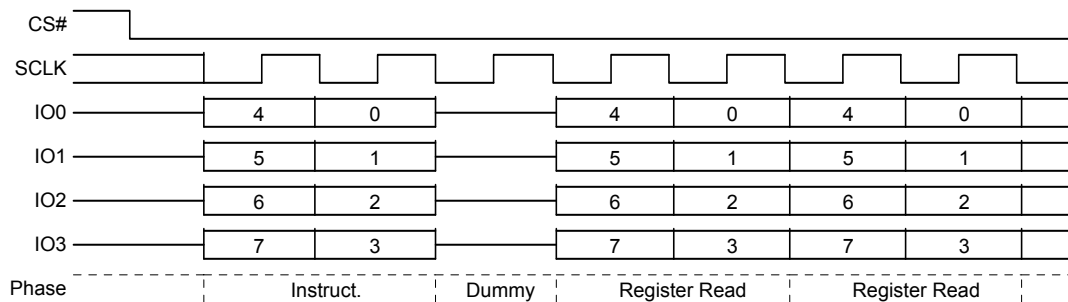 CS#
SCLK
IO0 4 0 4 0 4 0
IO1 5 1 5 1 5 1
IO2 6 2 6 2 6 2
IO3 7 3 7 3 7 3
Phase Instruct. Dummy Register Read Register Read